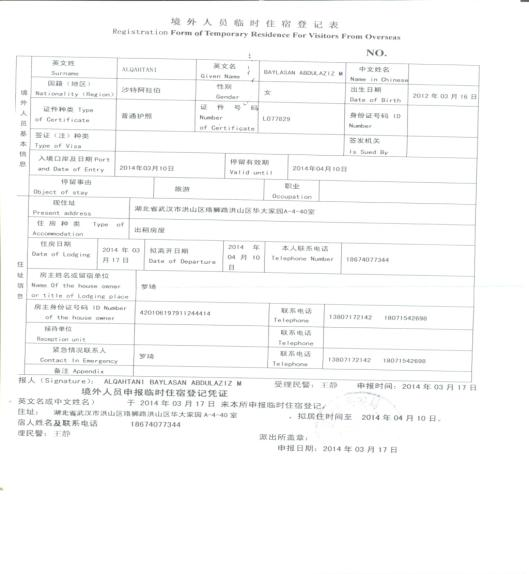 境外人员临时住宿登记表
Registration Form of Temporary Residence For Visitors From Overseas
NO.
境外人员基本信息
英文姓 Surname ALQAHTANI 英文名 Given Name BAYLASAN ABDULAZIZ M 中文姓名 Name in Chinese
国籍（地区） Nationality (Region) 沙特阿拉伯 性别 Gender 女 出生日期 Date of Birth 2012 年 03 月 16 日
证件种类 Type of Certificate 普通护照 证件号码 Number of Certificate L077829 身份证号码 ID Number
签证（注）种类 Type of Visa 签发机关 is Sued By
入境口岸及日期 Port and Date of Entry 2014年03月10日 停留有效期 Valid until 2014年04月10日
停留事由 Object of stay 旅游 职业 Occupation
住址信息
现住址 Present address 湖北省武汉市洪山区珞狮路洪山区华大家园A-4-40室
住房种类 Type of Accommodation 出租房屋
住房日期 Date of Lodging 2014 年 03 月 17 日 拟离开日期 Date of Departure 2014 年 04 月 10 日 本人联系电话 Telephone Number 18674077344
房主姓名或留宿单位 Name Of the house owner or title of Lodging place 罗琦
房主身份证号码 ID Number of the house owner 420106197911244414 联系电话 Telephone 13807172142 18071542698
接待单位 Reception unit 联系电话 Telephone
紧急情况联系人 Contact in Emergency 罗琦 联系电话 Telephone 13807172142 18071542698
备注 Appendix
报人 (Signature): ALQAHTANI BAYLASAN ABDULAZIZ M 受理民警: 王静 申报时间: 2014 年 03 月 17 日
境外人员申报临时住宿登记凭证
英文名或中文姓名） 于 2014 年 03 月 17 日 来本所申报临时住宿登记。
住址: 湖北省武汉市洪山区珞狮路洪山区华大家园 A-4-40 室 . 拟居住时间至 2014 年 04 月 10 日。
宿人姓名及联系电话 18674077344
理民警: 王静 派出所盖章:
申报日期: 2014 年 03 月 17 日